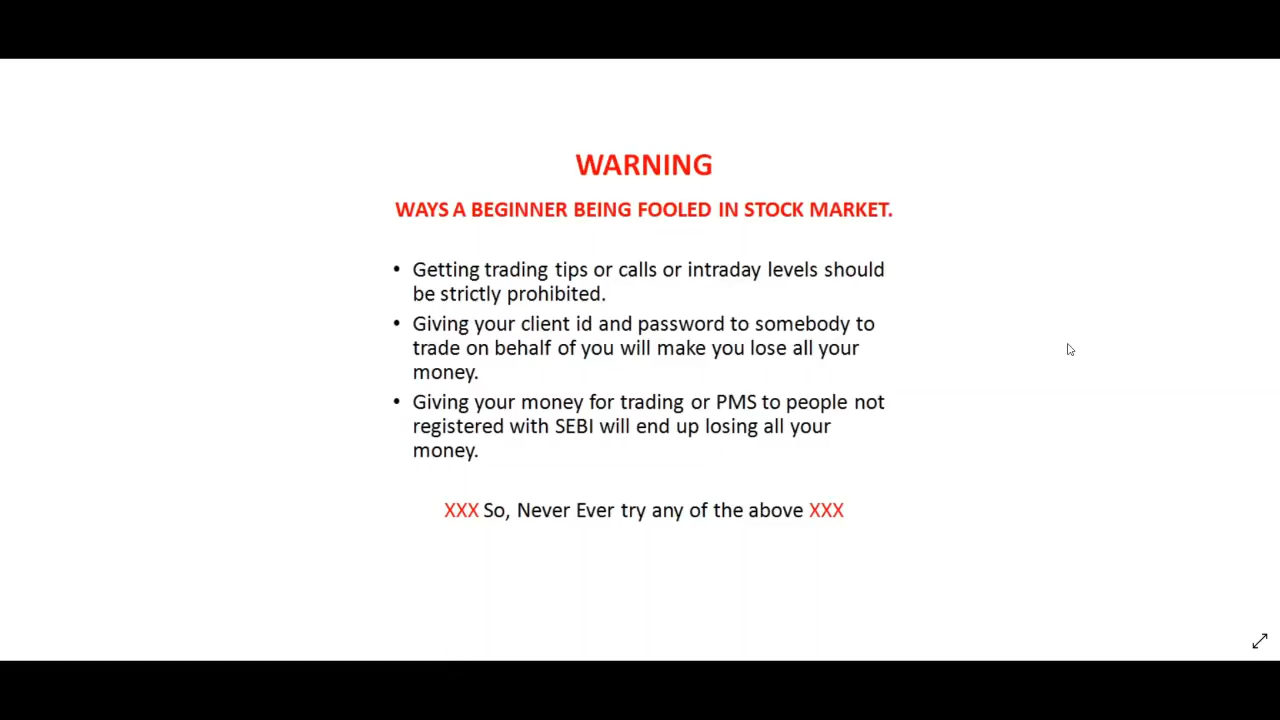 WARNING
WAYS A BEGINNER BEING FOOLED IN STOCK MARKET.
• Getting trading tips or calls or intraday levels should
be strictly prohibited.
• Giving your client id and password to somebody to
trade on behalf of you will make you lose all your
money.
• Giving your money for trading or PMS to people not
registered with SEBI will end up losing all your
money.
XXX So, Never Ever try any of the above XXX